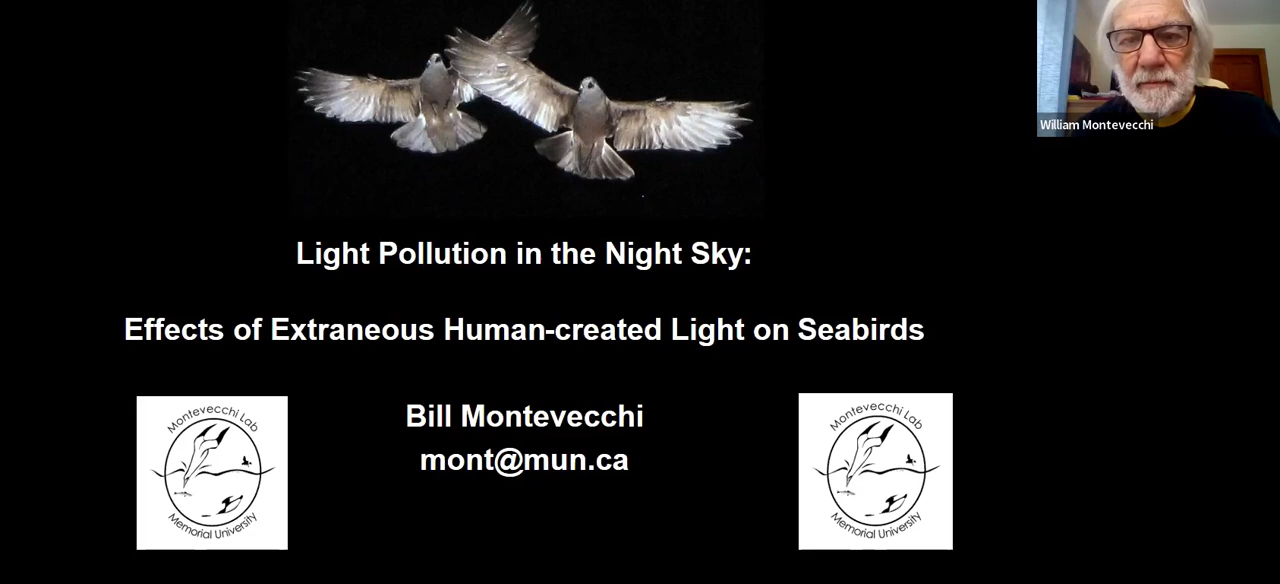 William Montevecchi
Light Pollution in the Night Sky:
Effects of Extraneous Human-created Light on Seabirds
Bill Montevecchi
mont@mun.ca
Montevecchi Lab
Memorial University
Montevecchi Lab
Memorial University